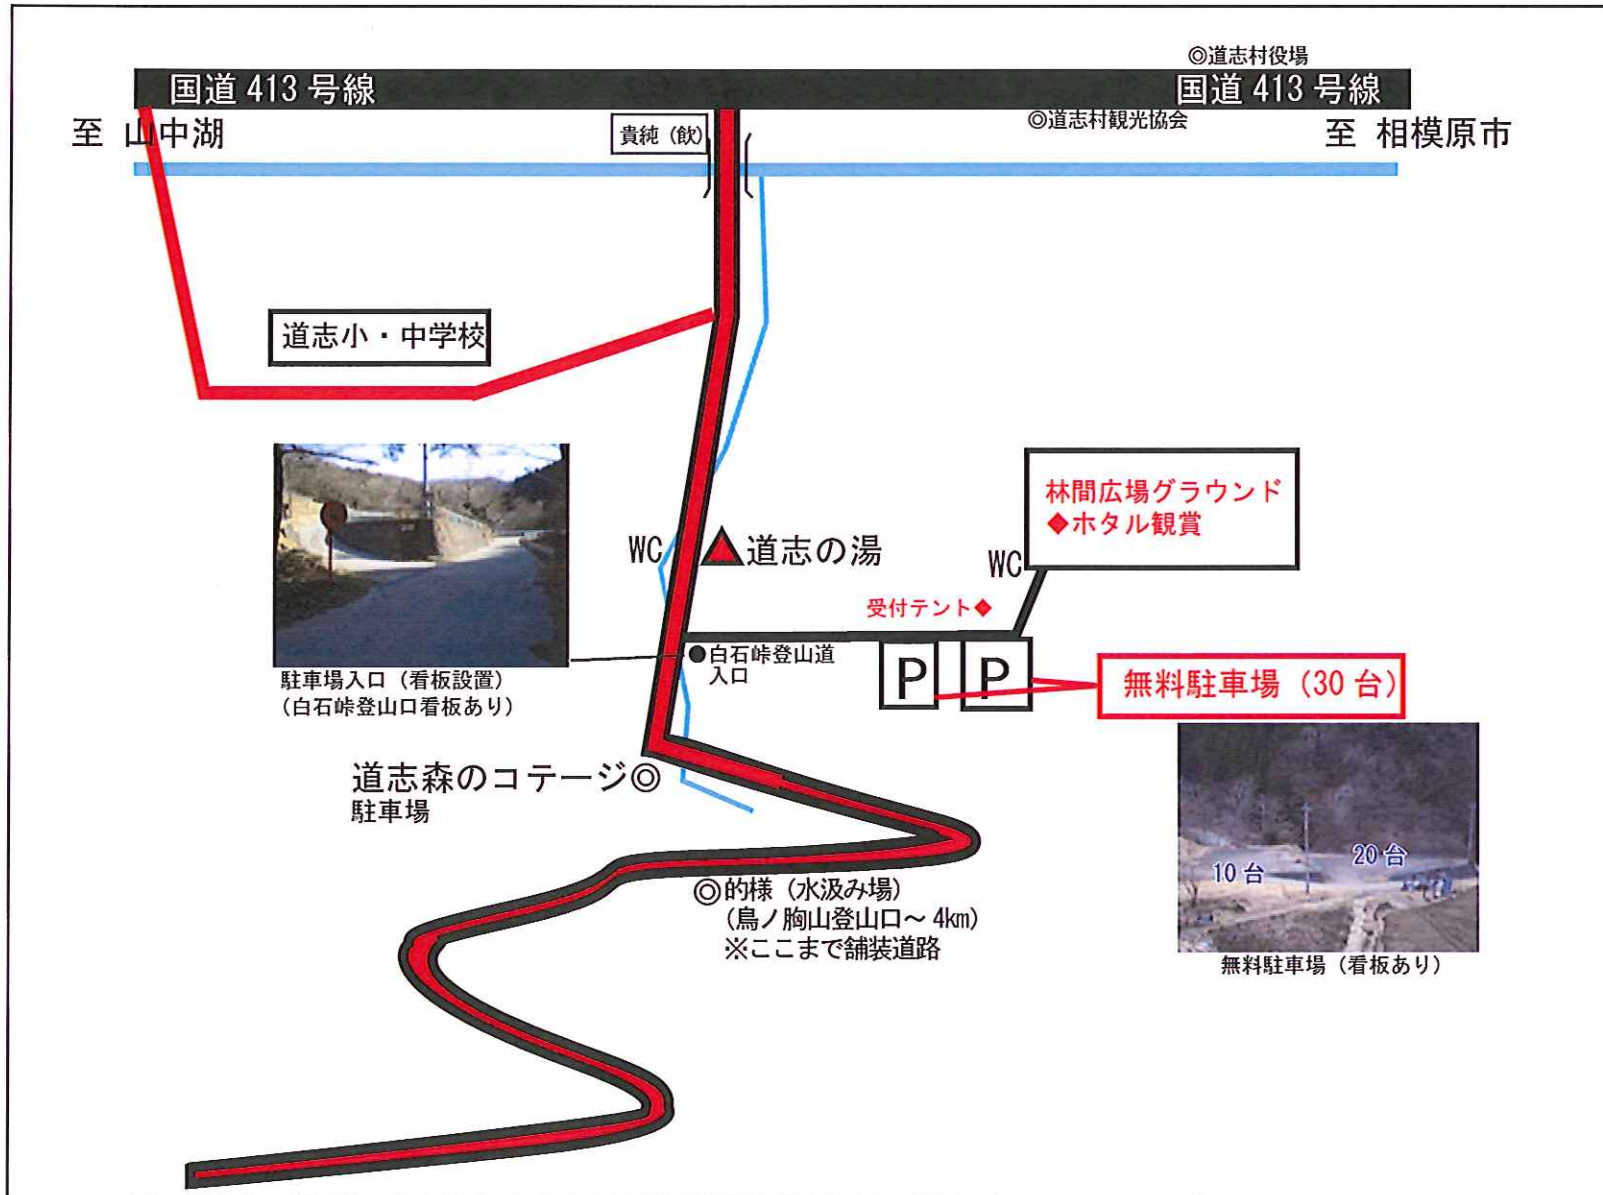 ◎道志村役場
国道 413 号線
国道 413 号線
至 山中湖
貴純（飲）
◎道志村観光協会
至 相模原市
道志小・中学校
林間広場グラウンド
◆ホタル観賞
WC
道志の湯
WC
受付テント◆
●白石峠登山道
入口
P
P
無料駐車場（30 台）
駐車場入口（看板設置）
（白石峠登山口看板あり）
道志森のコテージ◎
駐車場
10 台
20 台
無料駐車場（看板あり）
◎的様（水汲み場）
（鳥ノ胸山登山口～ 4km）
※ここまで舗装道路